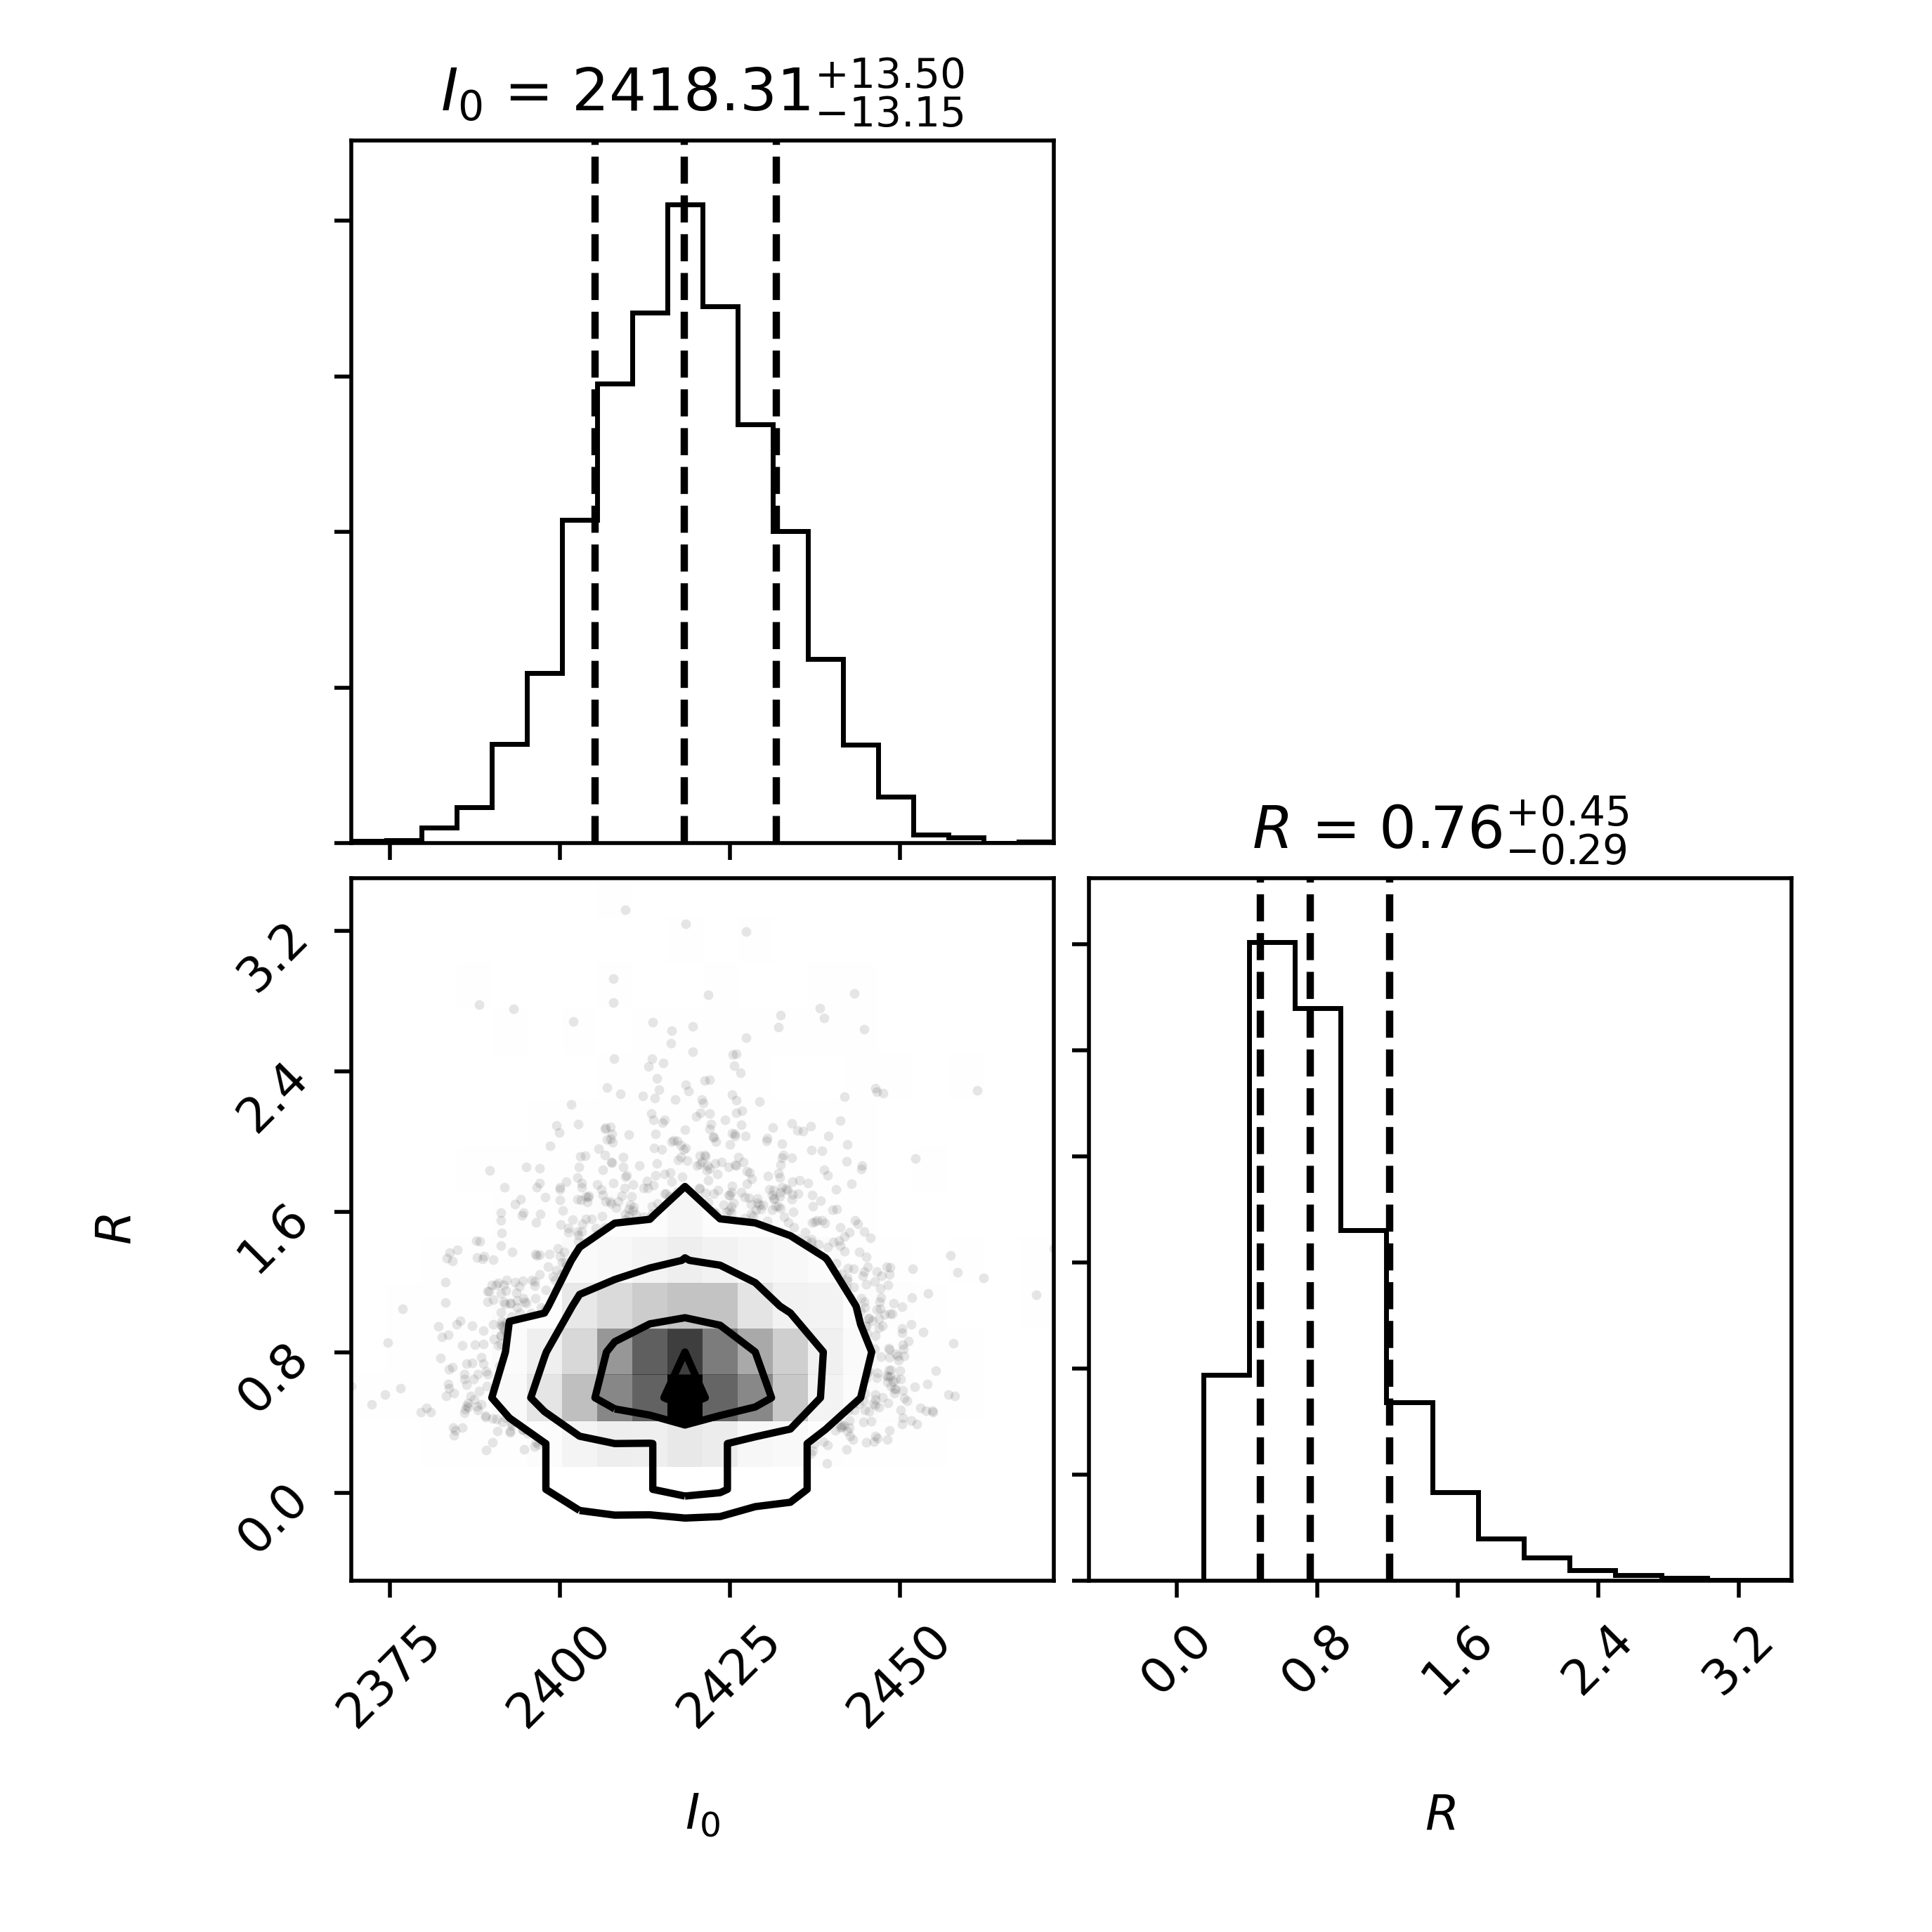 I₀ = 2418.31⁺¹³·⁵⁰₋₁₃.₁₅
R = 0.76⁺⁰·⁴⁵₋₀.₂₉
3.2
2.4
1.6
0.8
0.0
R
2375 2400 2425 2450
0.0 0.8 1.6 2.4 3.2
I₀
R